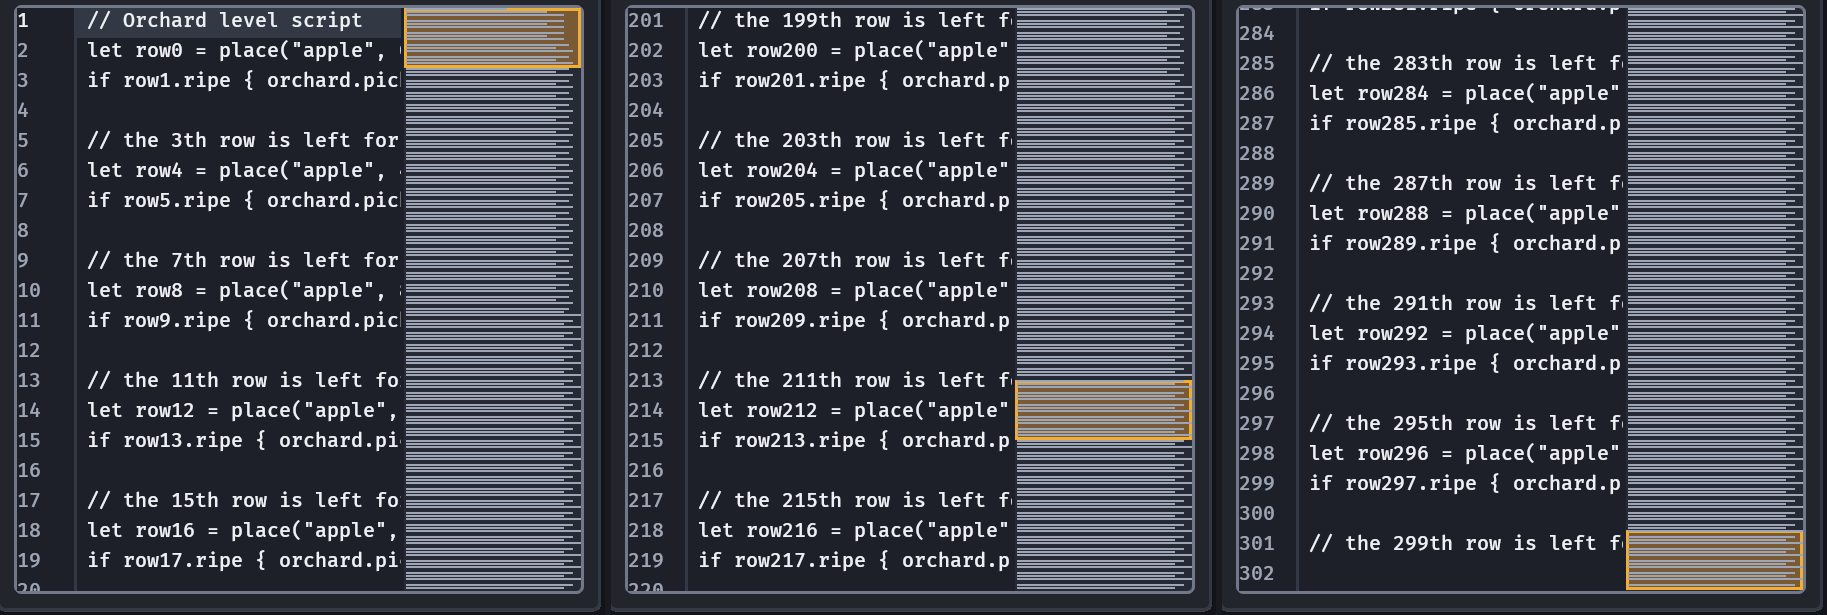 1 // Orchard level script
2 let row0 = place("apple",
3 if row1.ripe { orchard.pic
4
5 // the 3th row is left for
6 let row4 = place("apple",
7 if row5.ripe { orchard.pic
8
9 // the 7th row is left for
10 let row8 = place("apple",
11 if row9.ripe { orchard.pic
12
13 // the 11th row is left fo
14 let row12 = place("apple",
15 if row13.ripe { orchard.pi
16
17 // the 15th row is left fo
18 let row16 = place("apple",
19 if row17.ripe { orchard.pi
20
201 // the 199th row is left f
202 let row200 = place("apple"
203 if row201.ripe { orchard.p
204
205 // the 203th row is left f
206 let row204 = place("apple"
207 if row205.ripe { orchard.p
208
209 // the 207th row is left f
210 let row208 = place("apple"
211 if row209.ripe { orchard.p
212
213 // the 211th row is left f
214 let row212 = place("apple"
215 if row213.ripe { orchard.p
216
217 // the 215th row is left f
218 let row216 = place("apple"
219 if row217.ripe { orchard.p
220
284
285 // the 283th row is left f
286 let row284 = place("apple"
287 if row285.ripe { orchard.p
288
289 // the 287th row is left f
290 let row288 = place("apple"
291 if row289.ripe { orchard.p
292
293 // the 291th row is left f
294 let row292 = place("apple"
295 if row293.ripe { orchard.p
296
297 // the 295th row is left f
298 let row296 = place("apple"
299 if row297.ripe { orchard.p
300
301 // the 299th row is left f
302